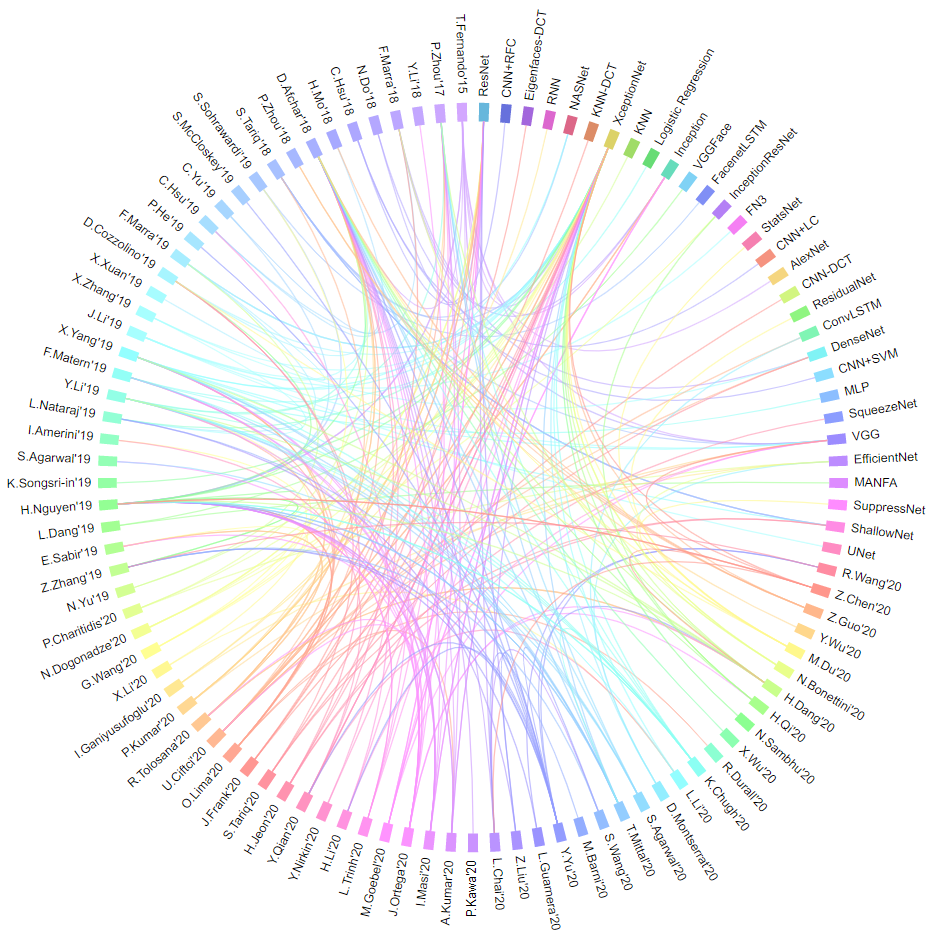 T.Fernando'15
ResNet
CNN+RFC
Eigenfaces-DCT
RNN
NASNet
KNN-DCT
XceptionNet
KNN
Logistic Regression
Inception
VGGFace
FacenetLSTM
InceptionResNet
FN3
StatsNet
CNN+LC
AlexNet
CNN-DCT
ResidualNet
ConvLSTM
DenseNet
CNN+SVM
MLP
SqueezeNet
VGG
EfficientNet
MANFA
SuppressNet
ShallowNet
UNet
R.Wang'20
Z.Chen'20
Z.Guo'20
Y.Wu'20
M.Du'20
N.Bonettini'20
H.Dang'20
H.Qi'20
N.Sambhu'20
X.Wu'20
R.Durall'20
K.Chugh'20
L.Li'20
D.Montserrat'20
S.Agarwal'20
T.Mittal'20
S.Wang'20
M.Barni'20
Y.Yu'20
L.Guarnera'20
Z.Liu'20
L.Chai'20
P.Kawa'20
A.Kumar'20
I.Masi'20
J.Ortega'20
M.Goebel'20
L.Trinh'20
H.Li'20
Y.Nirkin'20
Y.Qian'20
H.Jeon'20
S.Tariq'20
J.Frank'20
O.Lima'20
U.Ciftci'20
R.Tolosana'20
P.Kumar'20
I.Ganiyusufoglu'20
X.Li'20
G.Wang'20
N.Dogonadze'20
P.Charitidis'20
N.Yu'19
Z.Zhang'19
E.Sabir'19
L.Dang'19
H.Nguyen'19
K.Songsri-in'19
S.Agarwal'19
I.Amerini'19
L.Nataraj'19
Y.Li'19
F.Matern'19
X.Yang'19
J.Li'19
X.Zhang'19
X.Xuan'19
D.Cozzolino'19
F.Marra'19
P.He'19
C.Hsu'19
C.Yu'19
S.McCloskey'19
S.Sohrawardi'19
S.Tariq'18
P.Zhou'18
D.Afchar'18
H.Mo'18
C.Hsu'18
N.Do'18
F.Marra'18
Y.Li'18
P.Zhou'17